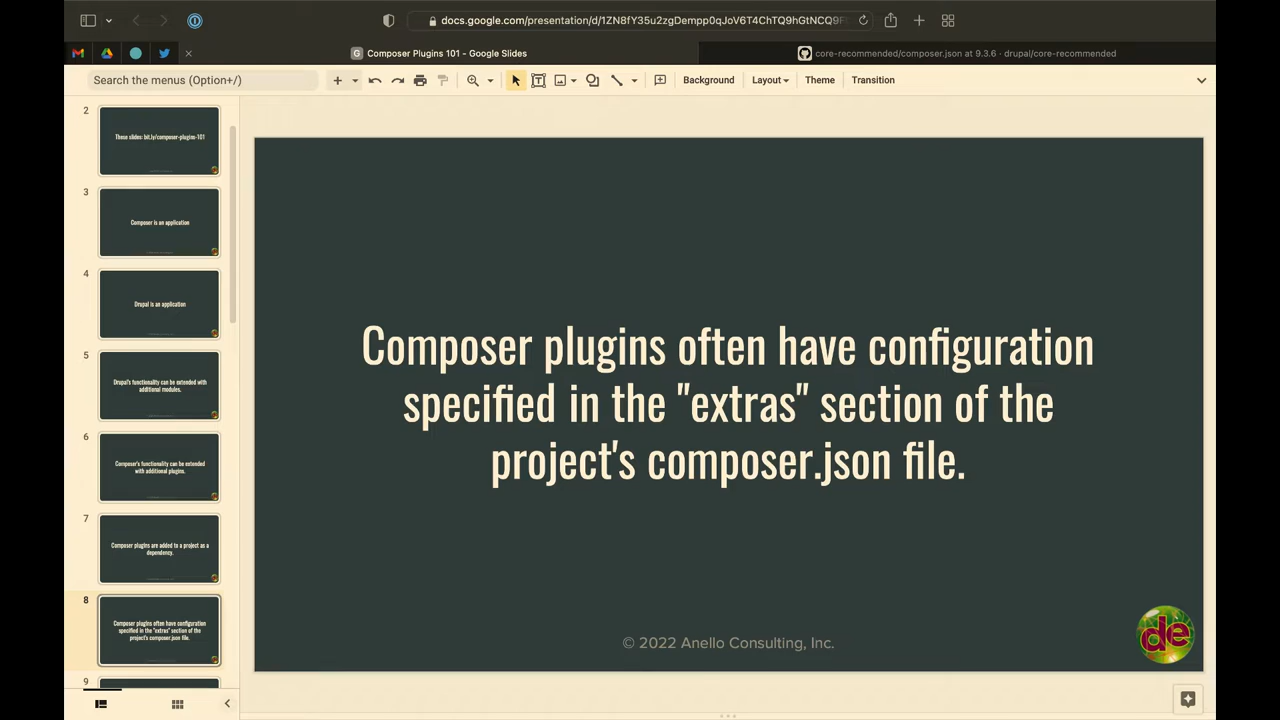 docs.google.com/presentation/d/1ZN8fY35u2zgDempp0qJoV6T4ChTQ9hGtNCQ9F
Composer Plugins 101 - Google Slides
core-recommended/composer.json at 9.3.6 - drupal/core-recommended
Search the menus (Option+/)
Background
Layout
Theme
Transition
2
These slides: bit.ly/composer-plugins-101
3
Composer is an application
4
Drupal is an application
5
Drupal's functionality can be extended with
additional modules.
6
Composer's functionality can be extended
with additional plugins.
7
Composer plugins are added to a project as a
dependency.
8
Composer plugins often have configuration
specified in the "extras" section of the
project's composer.json file.
9
Composer plugins often have configuration
specified in the "extras" section of the
project's composer.json file.
© 2022 Anello Consulting, Inc.
de